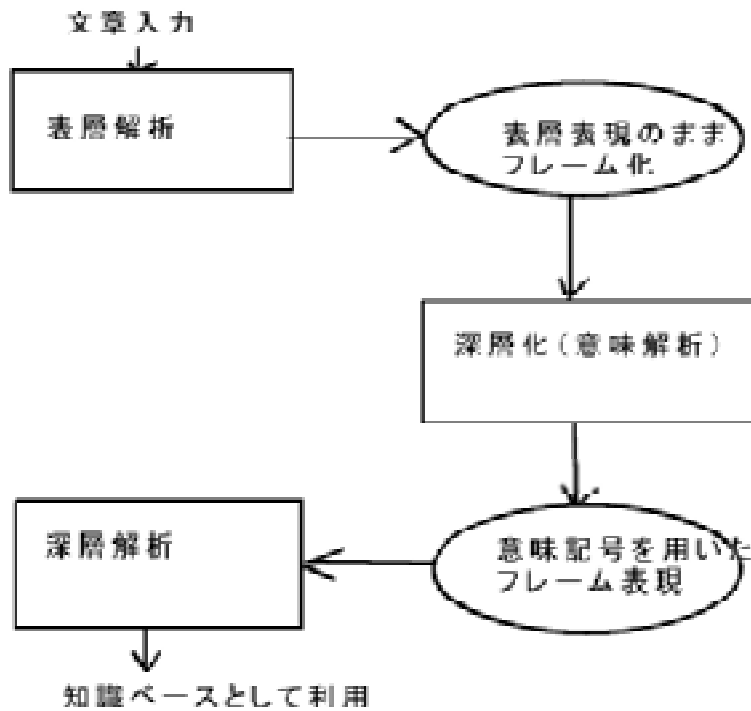 文章入力
表層解析
表層表現のまま
フレーム化
深層化(意味解析)
意味記号を用いた
フレーム表現
深層解析
知識ベースとして利用